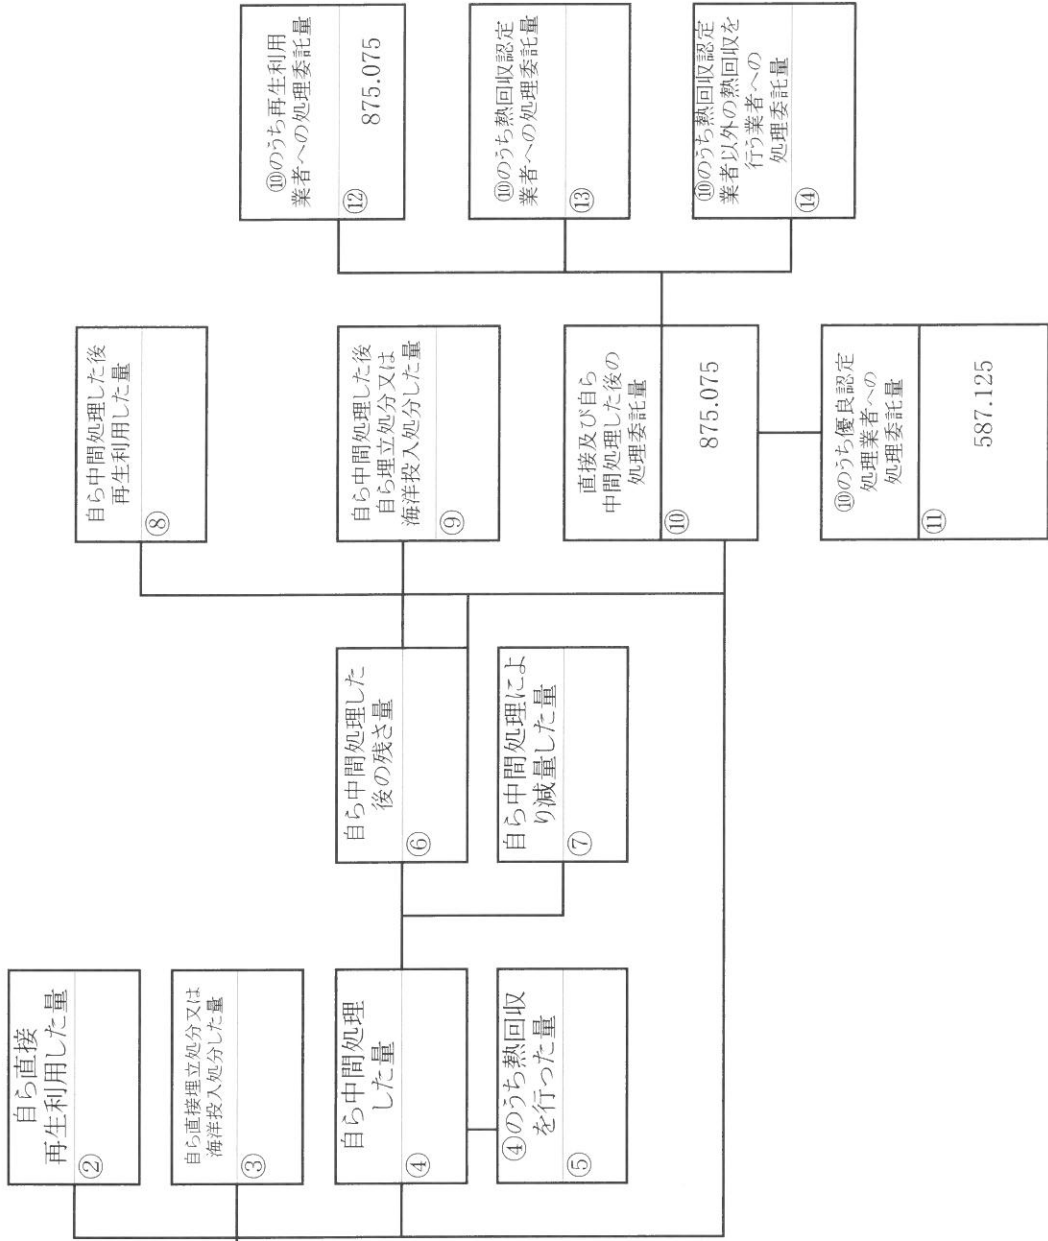 自ら直接
再生利用した量
②
自ら直接埋立処分又は
海洋投入処分した量
③
自ら中間処理
した量
④
④のうち熱回収
を行った量
⑤
自ら中間処理した
後の残さ量
⑥
自ら中間処理によ
り減量した量
⑦
自ら中間処理した後
再生利用した量
⑧
自ら中間処理した後
自ら埋立処分又は
海洋投入処分した量
⑨
直接及び自ら
中間処理した後の
処理委託量
⑩
875.075
⑩のうち優良認定
処理業者への
処理委託量
⑪
587.125
⑩のうち再生利用
業者への処理委託量
⑫
875.075
⑩のうち熱回収認定
業者への処理委託量
⑬
⑩のうち熱回収認定
業者以外の熱回収を
行う業者への
処理委託量
⑭